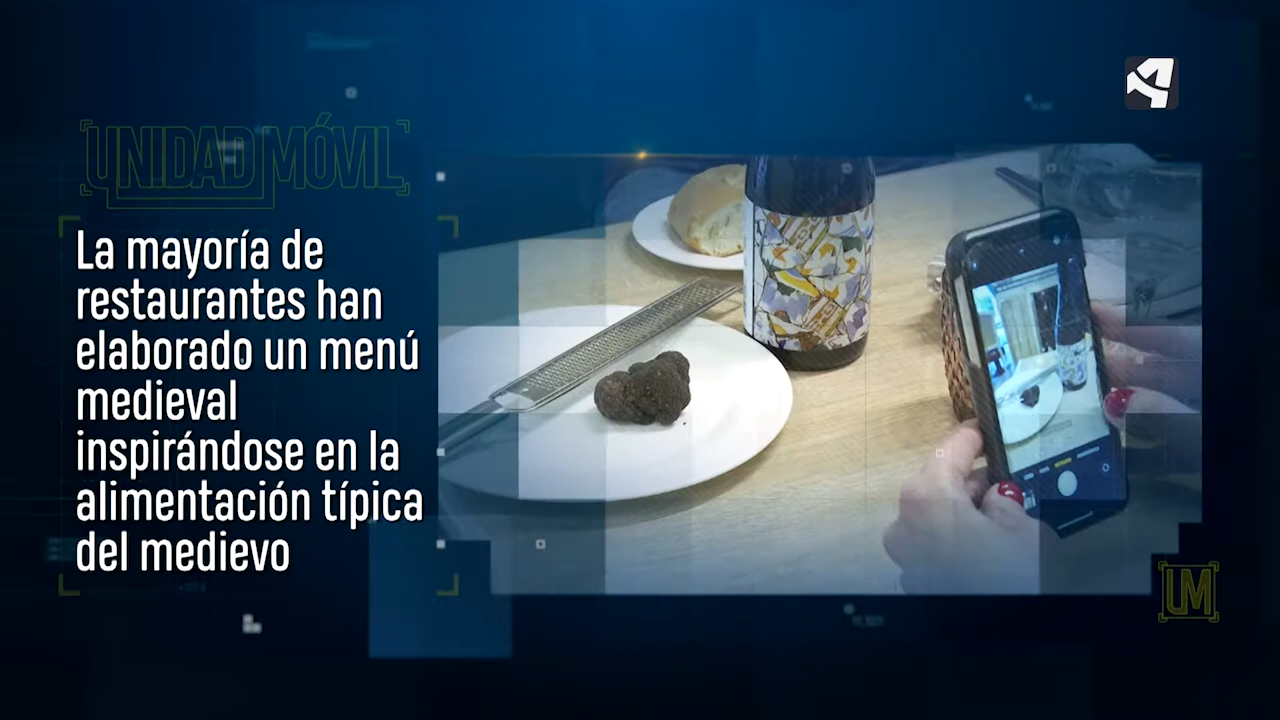 UNIDAD MÓVIL
La mayoría de
restaurantes han
elaborado un menú
medieval
inspirándose en la
alimentación típica
del medievo
UM